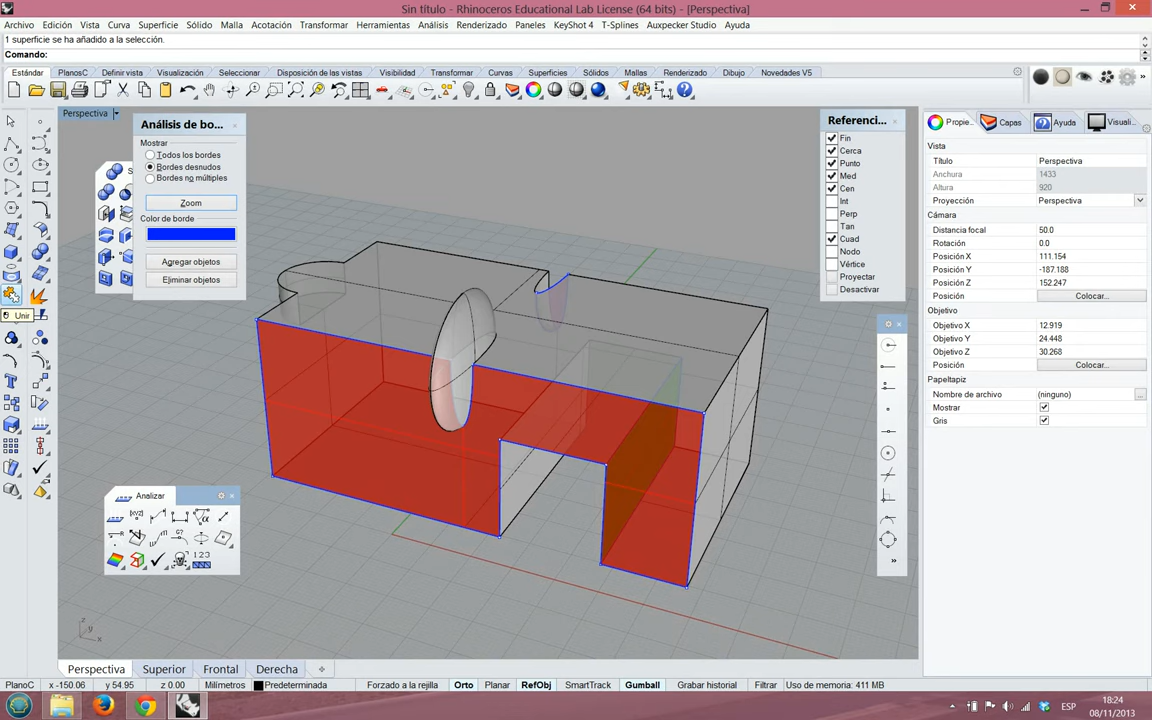 Sin título - Rhinoceros Educational Lab License (64 bits) - [Perspectiva]
Archivo Edición Vista Curva Superficie Sólido Malla Acotación Transformar Herramientas Análisis Renderizado Paneles KeyShot 4 T-Splines Auxpecker Studio Ayuda
1 superficie se ha añadido a la selección.
Comando:
Estándar PlanosC Definir vista Visualización Seleccionar Disposición de las vistas Visibilidad Transformar Curvas Superficies Sólidos Mallas Renderizado Dibujo Novedades V5
Perspectiva
Análisis de bo...
Mostrar
Todos los bordes
Bordes desnudos
Bordes no múltiples
Zoom
Color de borde
Agregar objetos
Eliminar objetos
Unir
Analizar
Referenci...
Fin
Cerca
Punto
Med
Cen
Int
Perp
Tan
Cuad
Nodo
Vértice
Proyectar
Desactivar
Propie... Capas Ayuda Visuali...
Vista
Título Perspectiva
Anchura 1433
Altura 920
Proyección Perspectiva
Cámara
Distancia focal 50.0
Rotación 0.0
Posición X 111.154
Posición Y -187.188
Posición Z 152.247
Posición Colocar...
Objetivo
Objetivo X 12.919
Objetivo Y 24.448
Objetivo Z 30.268
Posición Colocar...
Papeltapiz
Nombre de archivo (ninguno) ...
Mostrar
Gris
z
y
x
Perspectiva Superior Frontal Derecha
PlanoC x -150.06 y 54.95 z 0.00 Milímetros Predeterminada Forzado a la rejilla Orto Planar RefObj SmartTrack Gumball Grabar historial Filtrar Uso de memoria: 411 MB
ESP
18:24
08/11/2013